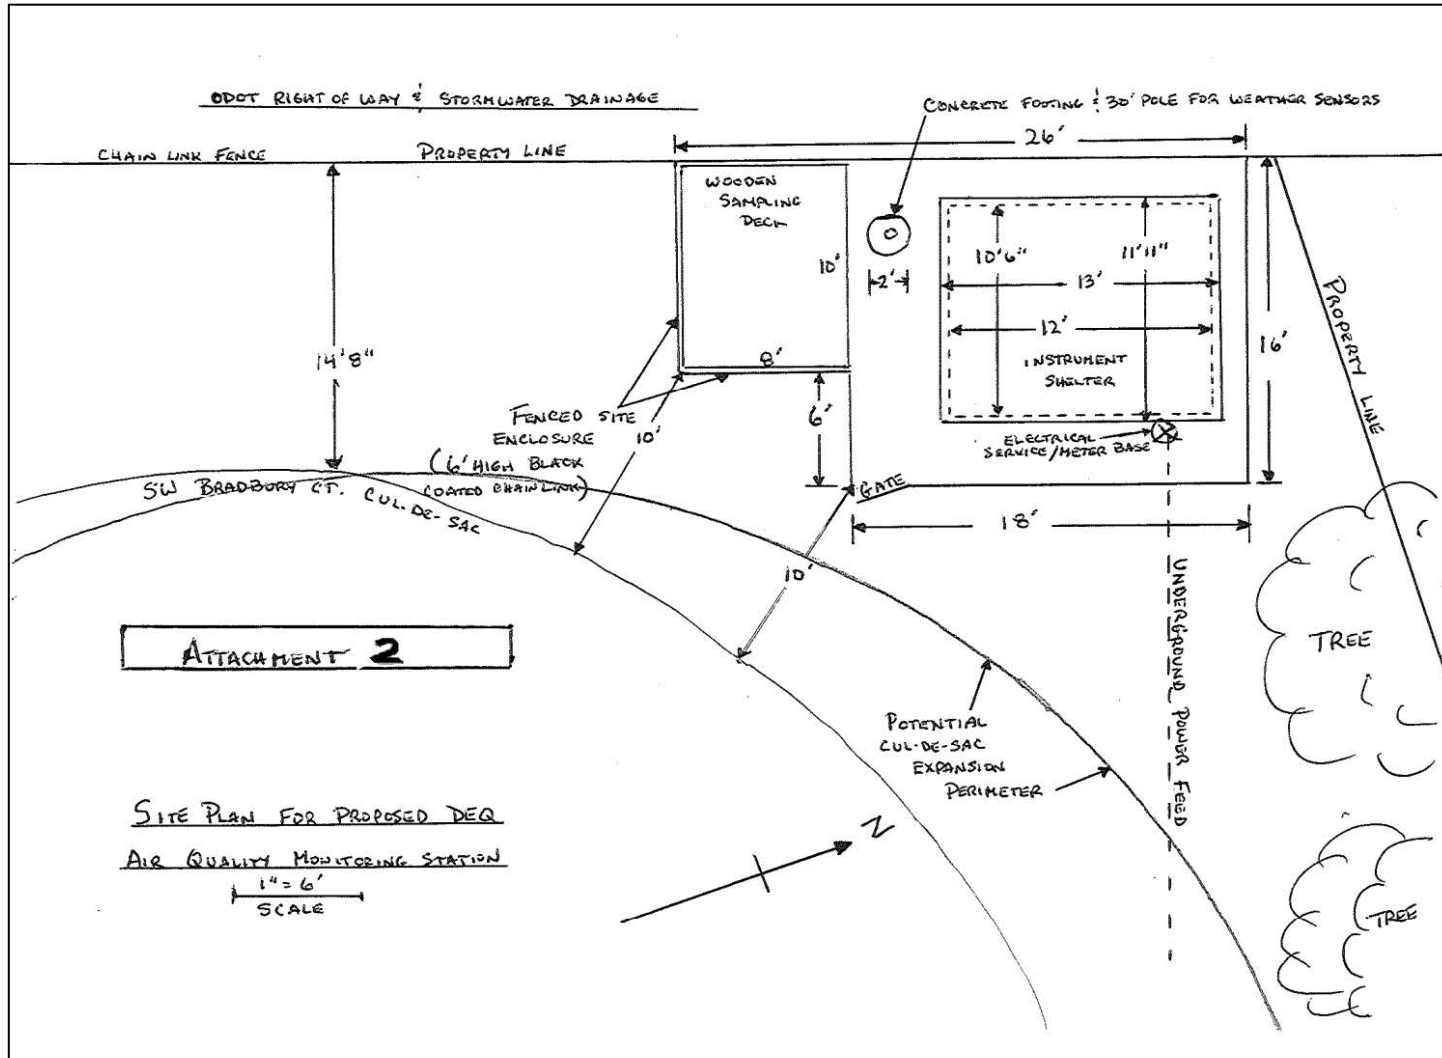 ODOT RIGHT OF WAY & STORMWATER DRAINAGE
CONCRETE FOOTING & 30' POLE FOR WEATHER SENSORS
26'
CHAIN LINK FENCE
PROPERTY LINE
WOODEN
SAMPLING
DECK
10'
2'
10'6"
11'11"
13'
12'
INSTRUMENT
SHELTER
16'
PROPERTY LINE
14'8"
8'
6'
FENCED SITE
ENCLOSURE
(6' HIGH BLACK
COATED CHAINLINK)
10'
ELECTRICAL
SERVICE/METER BASE
GATE
18'
SW BRADBURY CT.
CUL-DE-SAC
10'
UNDERGROUND POWER FEED
TREE
ATTACHMENT 2
POTENTIAL
CUL-DE-SAC
EXPANSION
PERIMETER
SITE PLAN FOR PROPOSED DEQ
AIR QUALITY MONITORING STATION
1" = 6'
SCALE
N
TREE